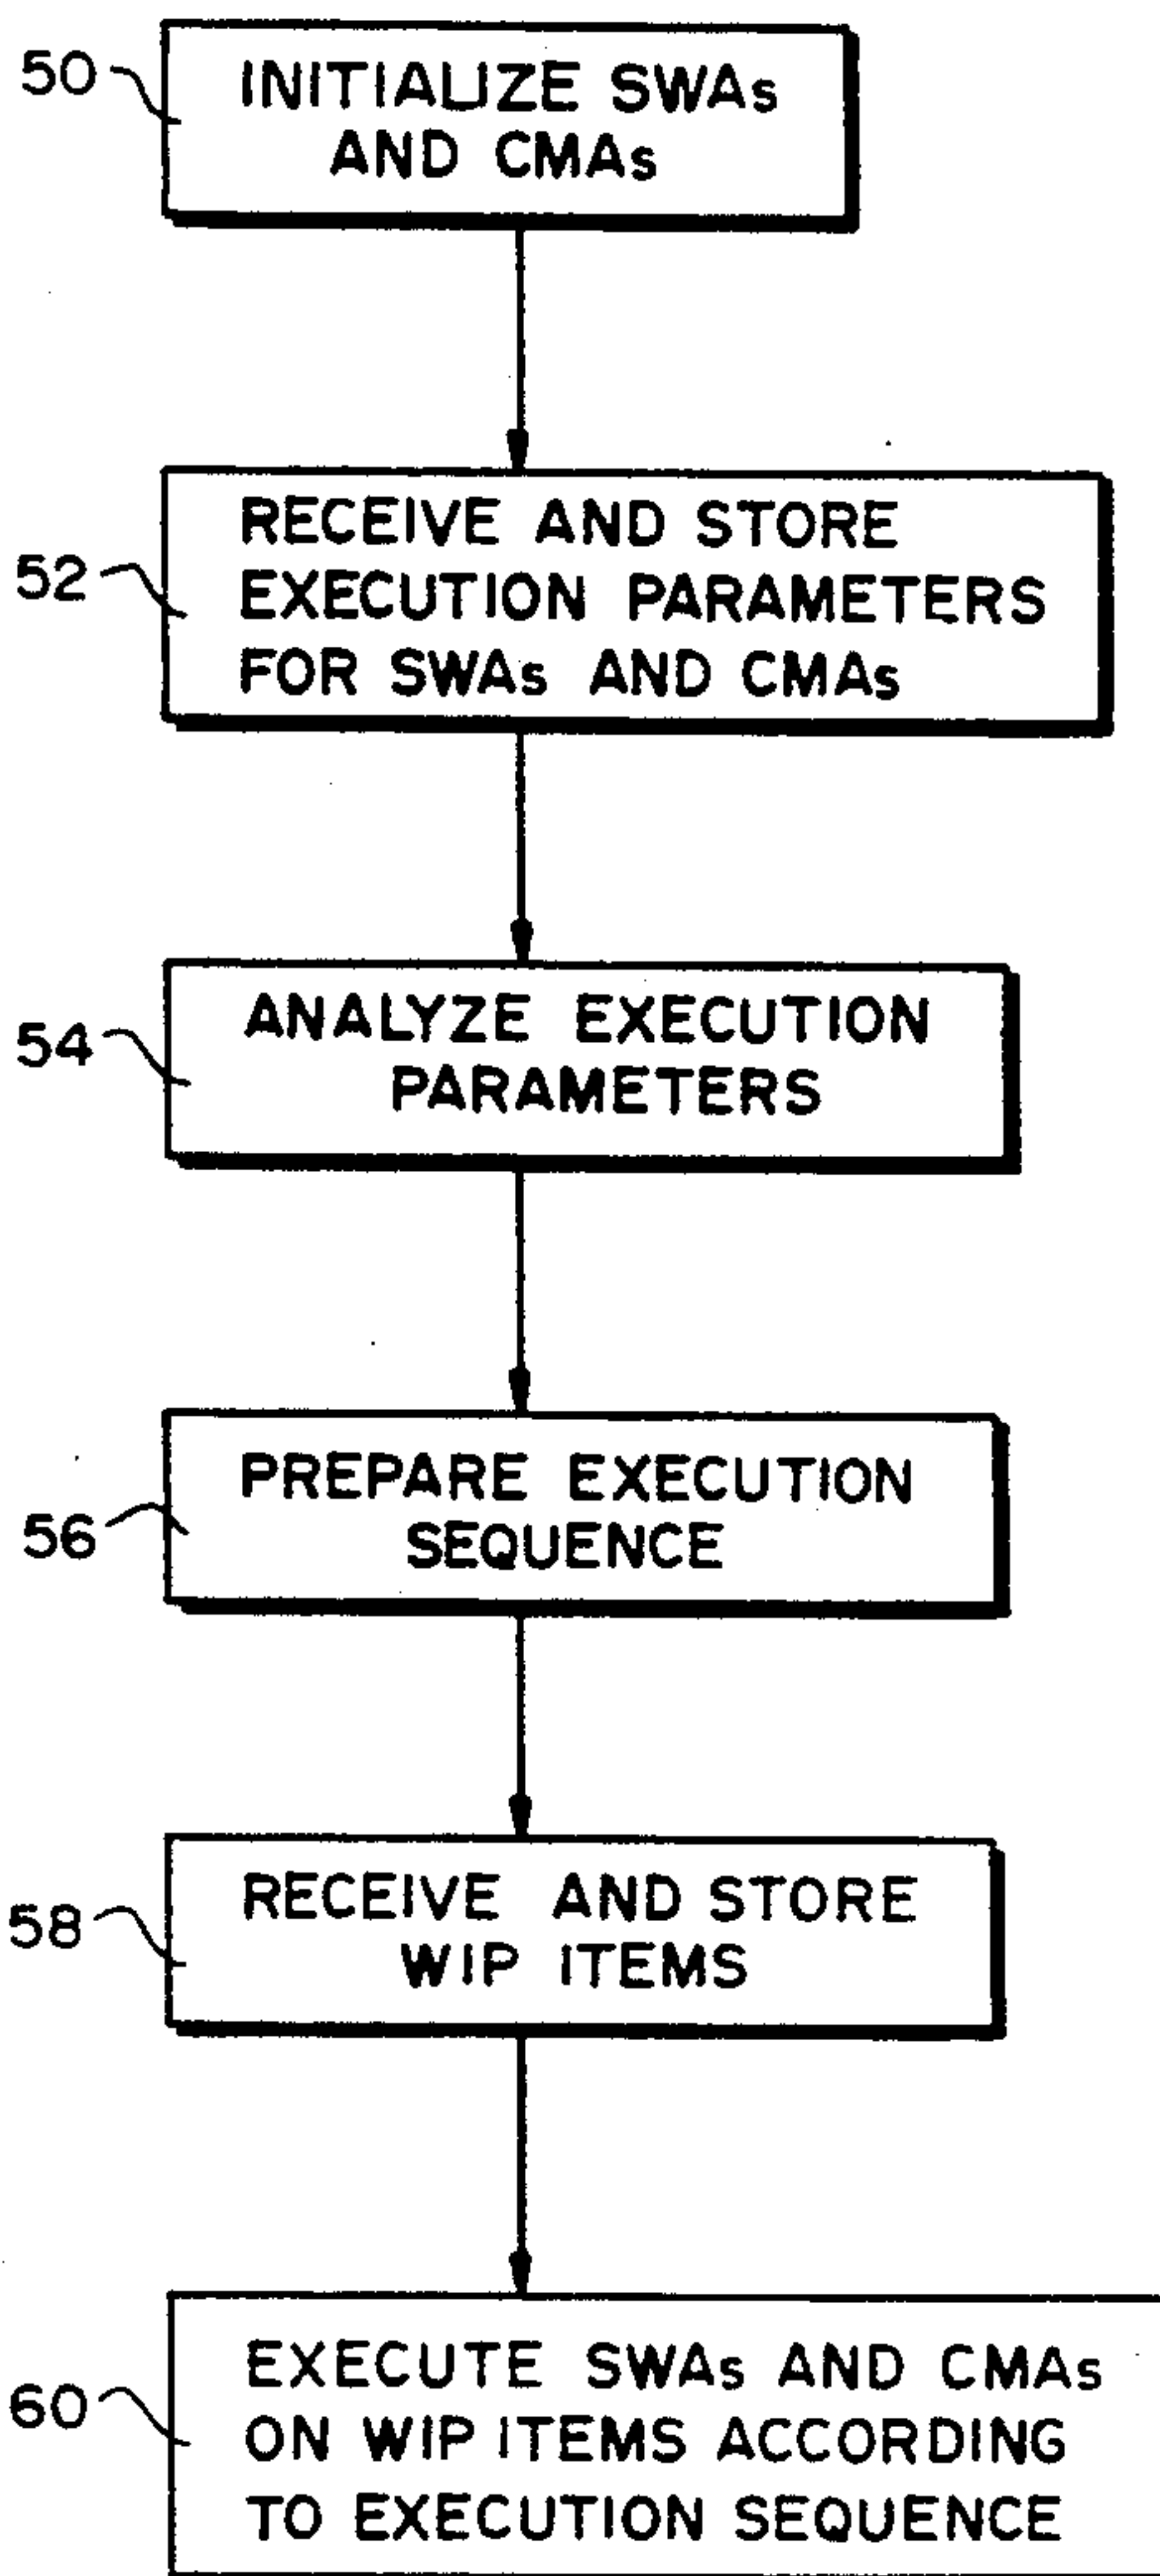 50
INITIALIZE SWAs
AND CMAs
52
RECEIVE AND STORE
EXECUTION PARAMETERS
FOR SWAs AND CMAs
54
ANALYZE EXECUTION
PARAMETERS
56
PREPARE EXECUTION
SEQUENCE
58
RECEIVE AND STORE
WIP ITEMS
60
EXECUTE SWAs AND CMAs
ON WIP ITEMS ACCORDING
TO EXECUTION SEQUENCE